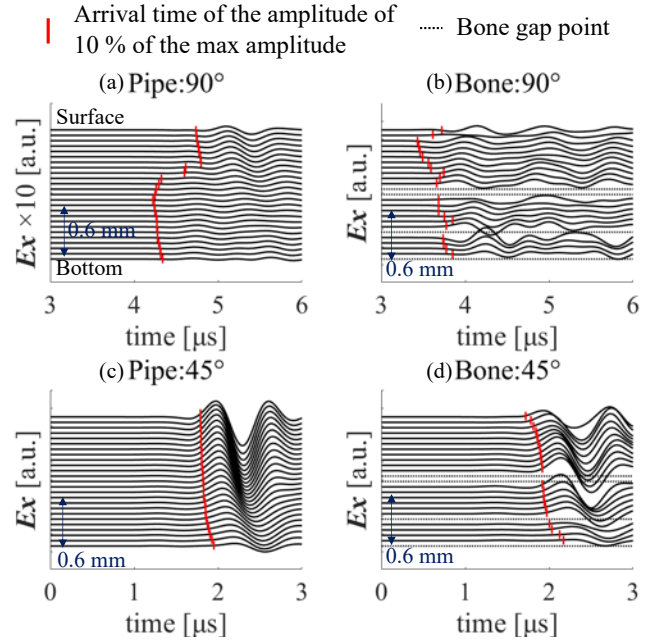 Arrival time of the amplitude of
10 % of the max amplitude
Bone gap point
(a) Pipe:90°
(b) Bone:90°
Surface
Ex ×10 [a.u.]
0.6 mm
Bottom
3 4 5 6
time [μs]
Ex [a.u.]
0.6 mm
3 4 5 6
time [μs]
(c) Pipe:45°
(d) Bone:45°
Ex [a.u.]
0.6 mm
0 1 2 3
time [μs]
Ex [a.u.]
0.6 mm
0 1 2 3
time [μs]